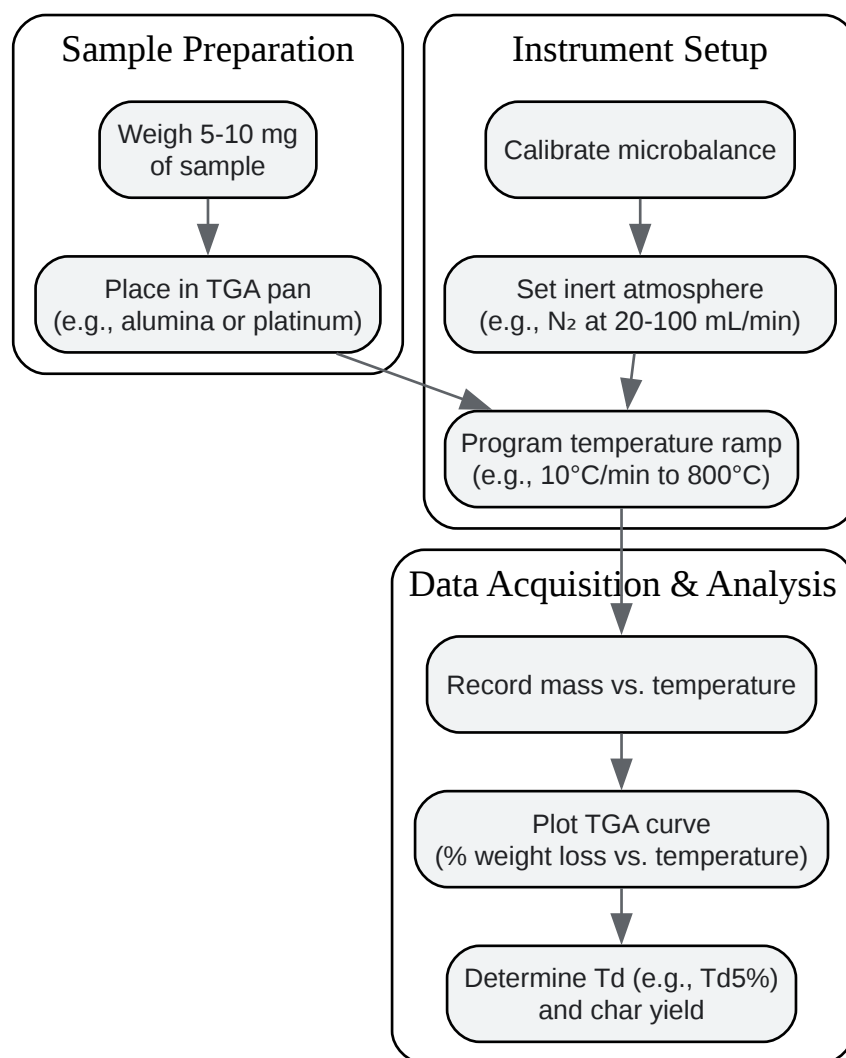 Sample Preparation
Weigh 5-10 mg
of sample
Place in TGA pan
(e.g., alumina or platinum)
Instrument Setup
Calibrate microbalance
Set inert atmosphere
(e.g., N₂ at 20-100 mL/min)
Program temperature ramp
(e.g., 10°C/min to 800°C)
Data Acquisition & Analysis
Record mass vs. temperature
Plot TGA curve
(% weight loss vs. temperature)
Determine Td (e.g., Td5%)
and char yield